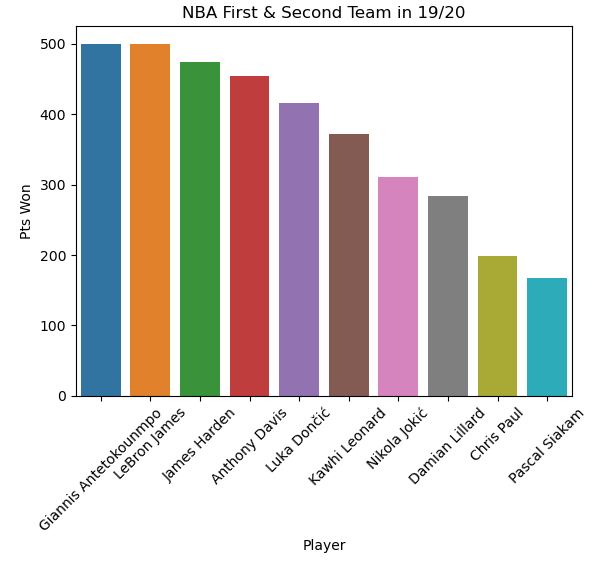 NBA First & Second Team in 19/20
Pts Won
500
400
300
200
100
0
Giannis Antetokounmpo
LeBron James
James Harden
Anthony Davis
Luka Dončić
Kawhi Leonard
Nikola Jokić
Damian Lillard
Chris Paul
Pascal Siakam
Player